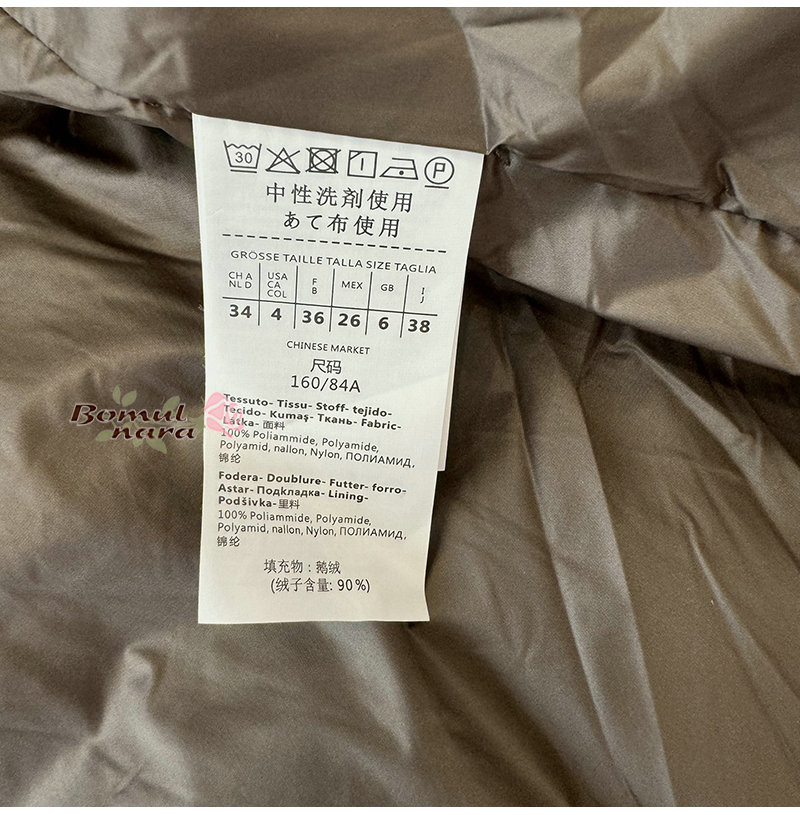 30
P
中性洗剤使用
あて布使用
GRÖSSE TAILLE TALLA SIZE TAGLIA
CH A NL D USA CA COL F B MEX GB I J
34 4 36 26 6 38
CHINESE MARKET
尺码
160/84A
Tessuto- Tissu- Stoff- tejido-
Tecido- Kumaş- Ткань- Fabric-
Látka- 面料
100% Poliammide, Polyamide,
Polyamid, nallon, Nylon, ПОЛИАМИД,
锦纶
Fodera- Doublure- Futter- forro-
Astar- Подкладка- Lining-
Podšívka- 里料
100% Poliammide, Polyamide,
Polyamid, nallon, Nylon, ПОЛИАМИД,
锦纶
填充物：鹅绒
(绒子含量: 90%)
Bomul
nara